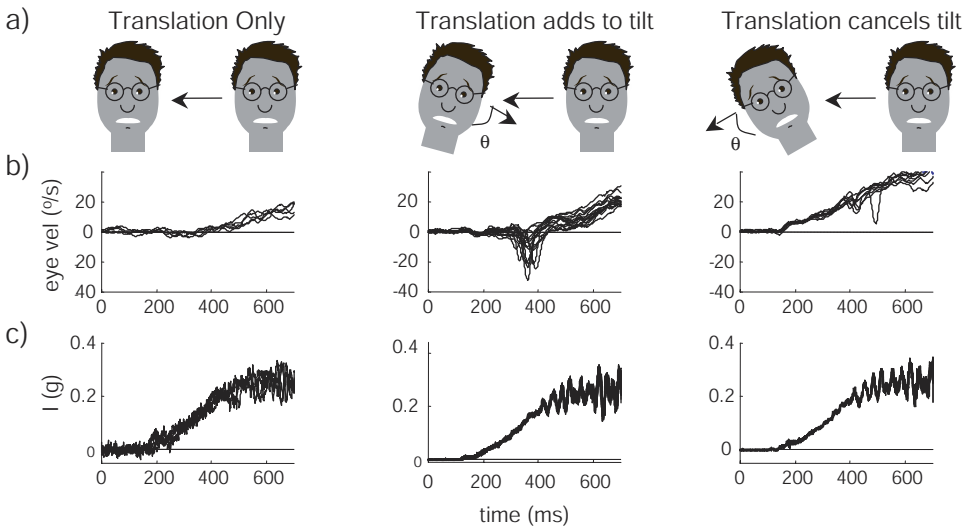 a) Translation Only Translation adds to tilt Translation cancels tilt
θ θ
b)
eye vel (º/s)
20 20 20
0 0 0
20 -20 -20
40 -40 -40
0 200 400 600 0 200 400 600 0 200 400 600
c)
I (g)
0.4 0.4 0.4
0.2 0.2 0.2
0 0 0
0 200 400 600 0 200 400 600 0 200 400 600
time (ms)